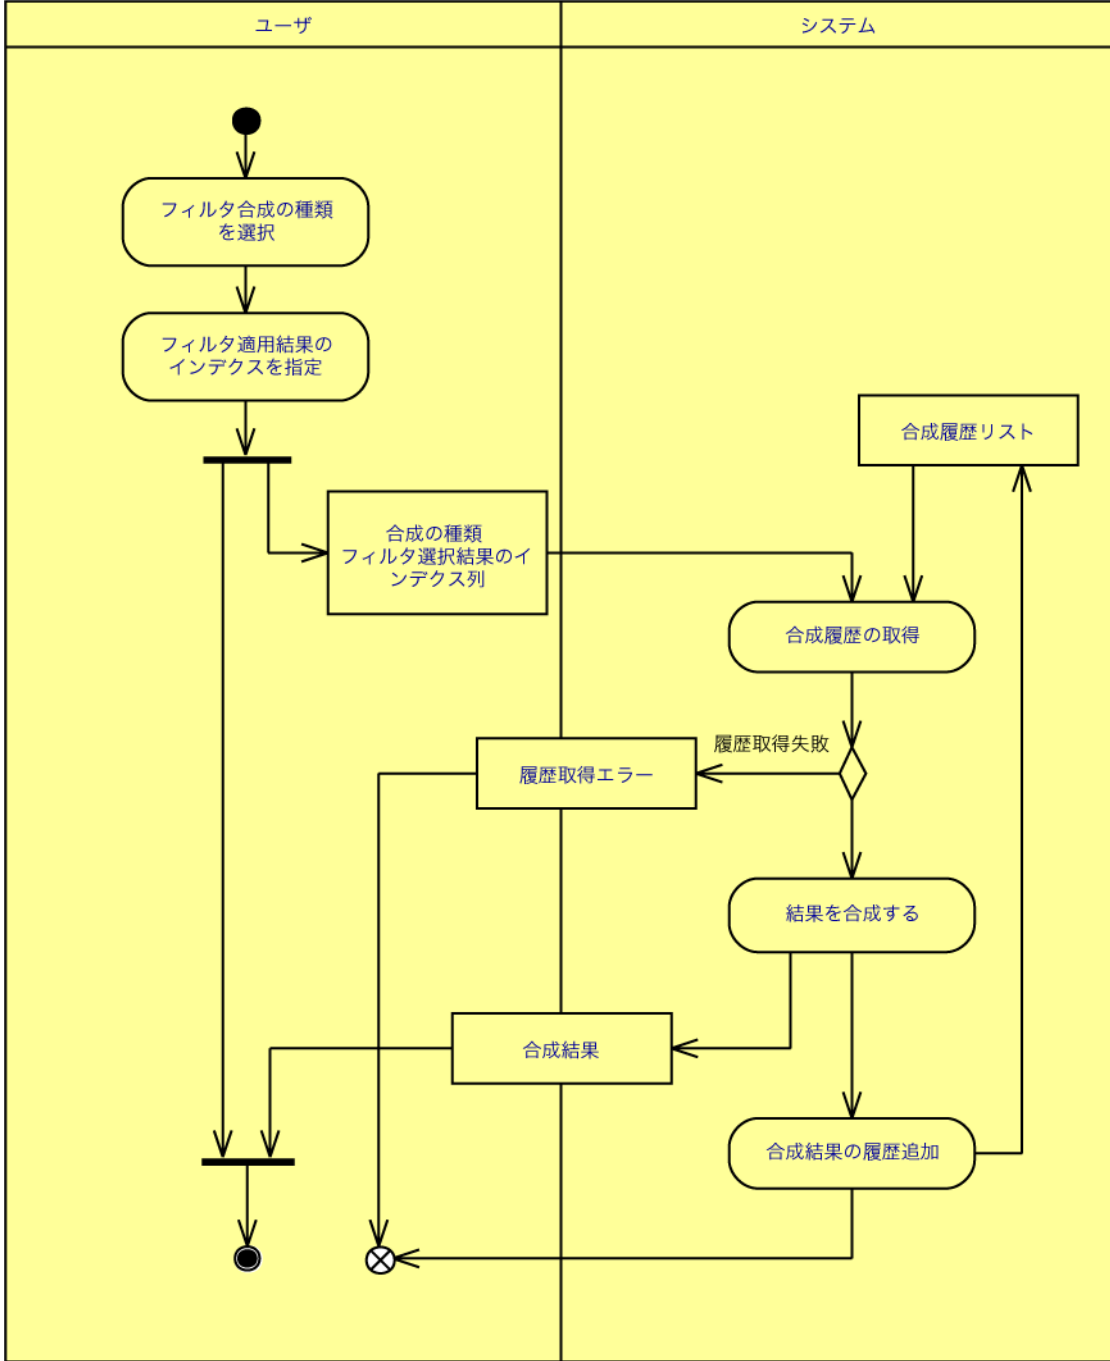 ユーザ
システム
フィルタ合成の種類
を選択
フィルタ適用結果の
インデクスを指定
合成履歴リスト
合成の種類
フィルタ選択結果のイ
ンデクス列
合成履歴の取得
履歴取得失敗
履歴取得エラー
結果を合成する
合成結果
合成結果の履歴追加